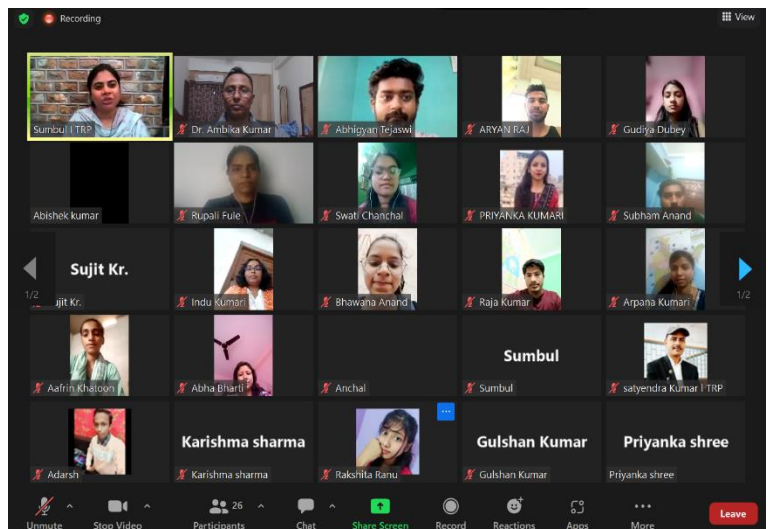 Recording
View
Sumbul I TRP
Dr. Ambika Kumar
Abhigyan Tejaswi
ARYAN RAJ
Gudiya Dubey
Abishek kumar
Rupali Fule
Swati Chanchal
PRIYANKA KUMARI
Subham Anand
Sujit Kr.
ujit Kr.
Indu Kumari
Bhawana Anand
Raja Kumar
Arpana Kumari
1/2
1/2
Aafrin Khatoon
Abha Bharti
Anchal
Sumbul
Sumbul
satyendra Kumar I TRP
Adarsh
Karishma sharma
Karishma sharma
Rakshita Ranu
Gulshan Kumar
Gulshan Kumar
Priyanka shree
Priyanka shree
Unmute
Stop Video
Participants
26
Chat
Share Screen
Record
Reactions
Apps
More
Leave